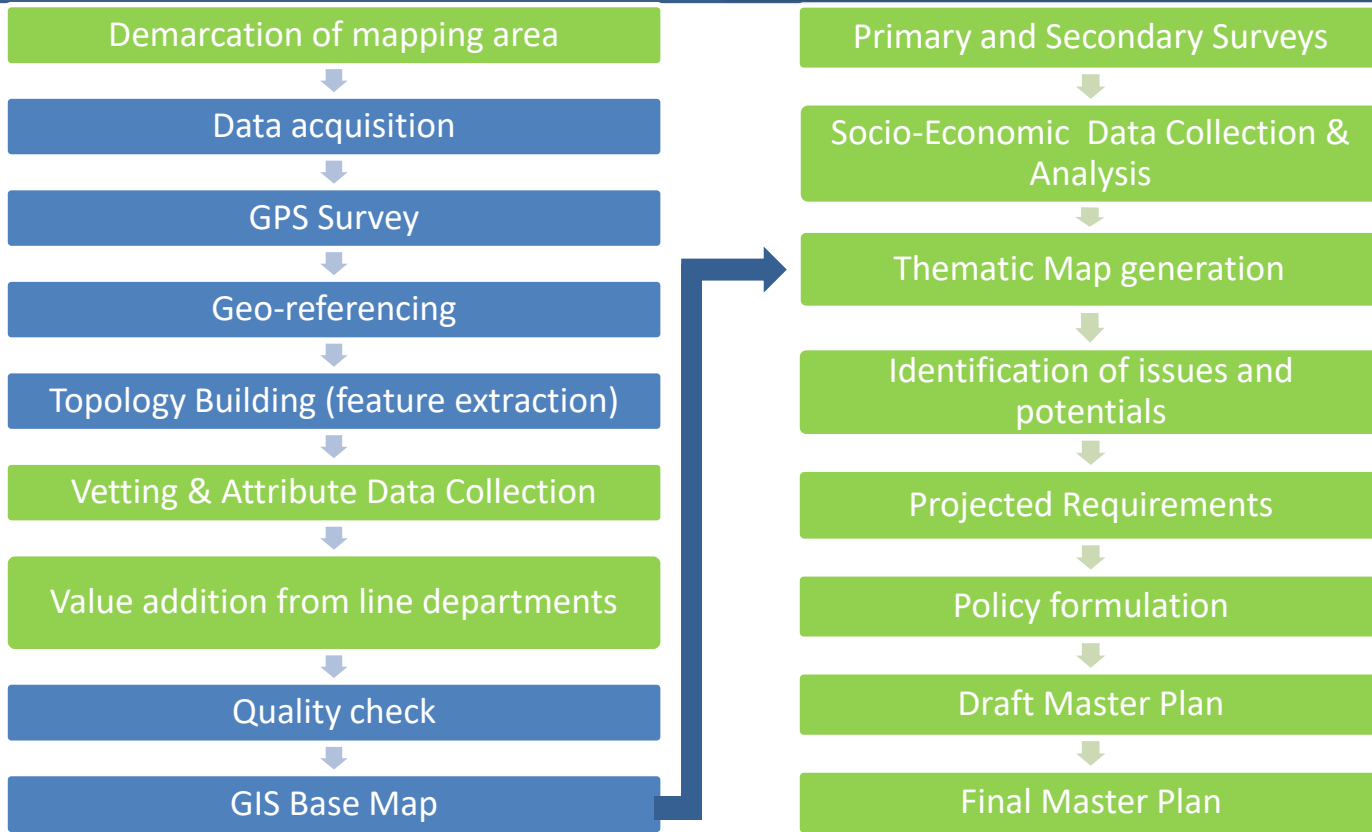 Demarcation of mapping area
Data acquisition
GPS Survey
Geo-referencing
Topology Building (feature extraction)
Vetting & Attribute Data Collection
Value addition from line departments
Quality check
GIS Base Map
Primary and Secondary Surveys
Socio-Economic  Data Collection &
Analysis
Thematic Map generation
Identification of issues and
potentials
Projected Requirements
Policy formulation
Draft Master Plan
Final Master Plan